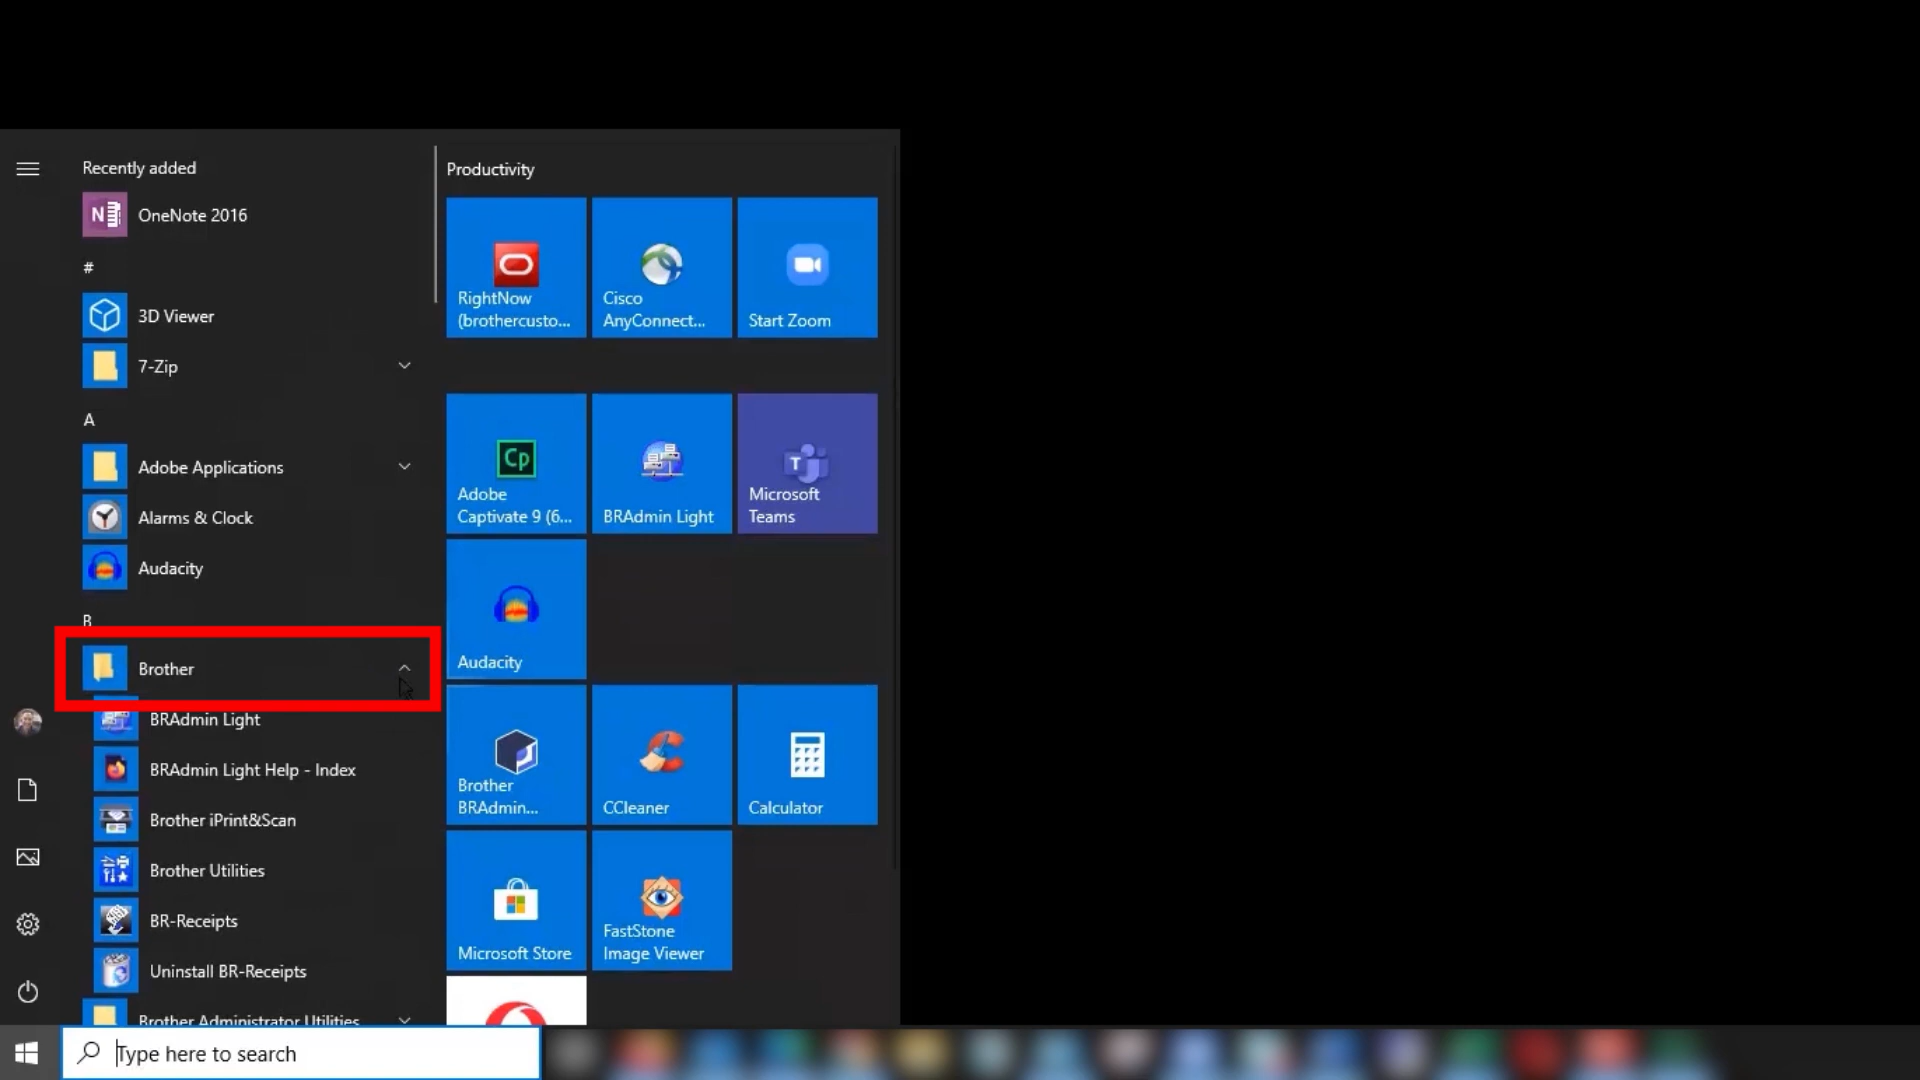 Recently added
OneNote 2016
#
3D Viewer
7-Zip
A
Adobe Applications
Alarms & Clock
Audacity
B
Brother
BRAdmin Light
BRAdmin Light Help - Index
Brother iPrint&Scan
Brother Utilities
BR-Receipts
Uninstall BR-Receipts
Brother Administrator Utilities
Productivity
RightNow
(brothercusto...
Cisco
AnyConnect...
Start Zoom
Cp
Adobe
Captivate 9 (6...
BRAdmin Light
T
Microsoft
Teams
Audacity
Brother
BRAdmin...
CCleaner
Calculator
Microsoft Store
FastStone
Image Viewer
Type here to search